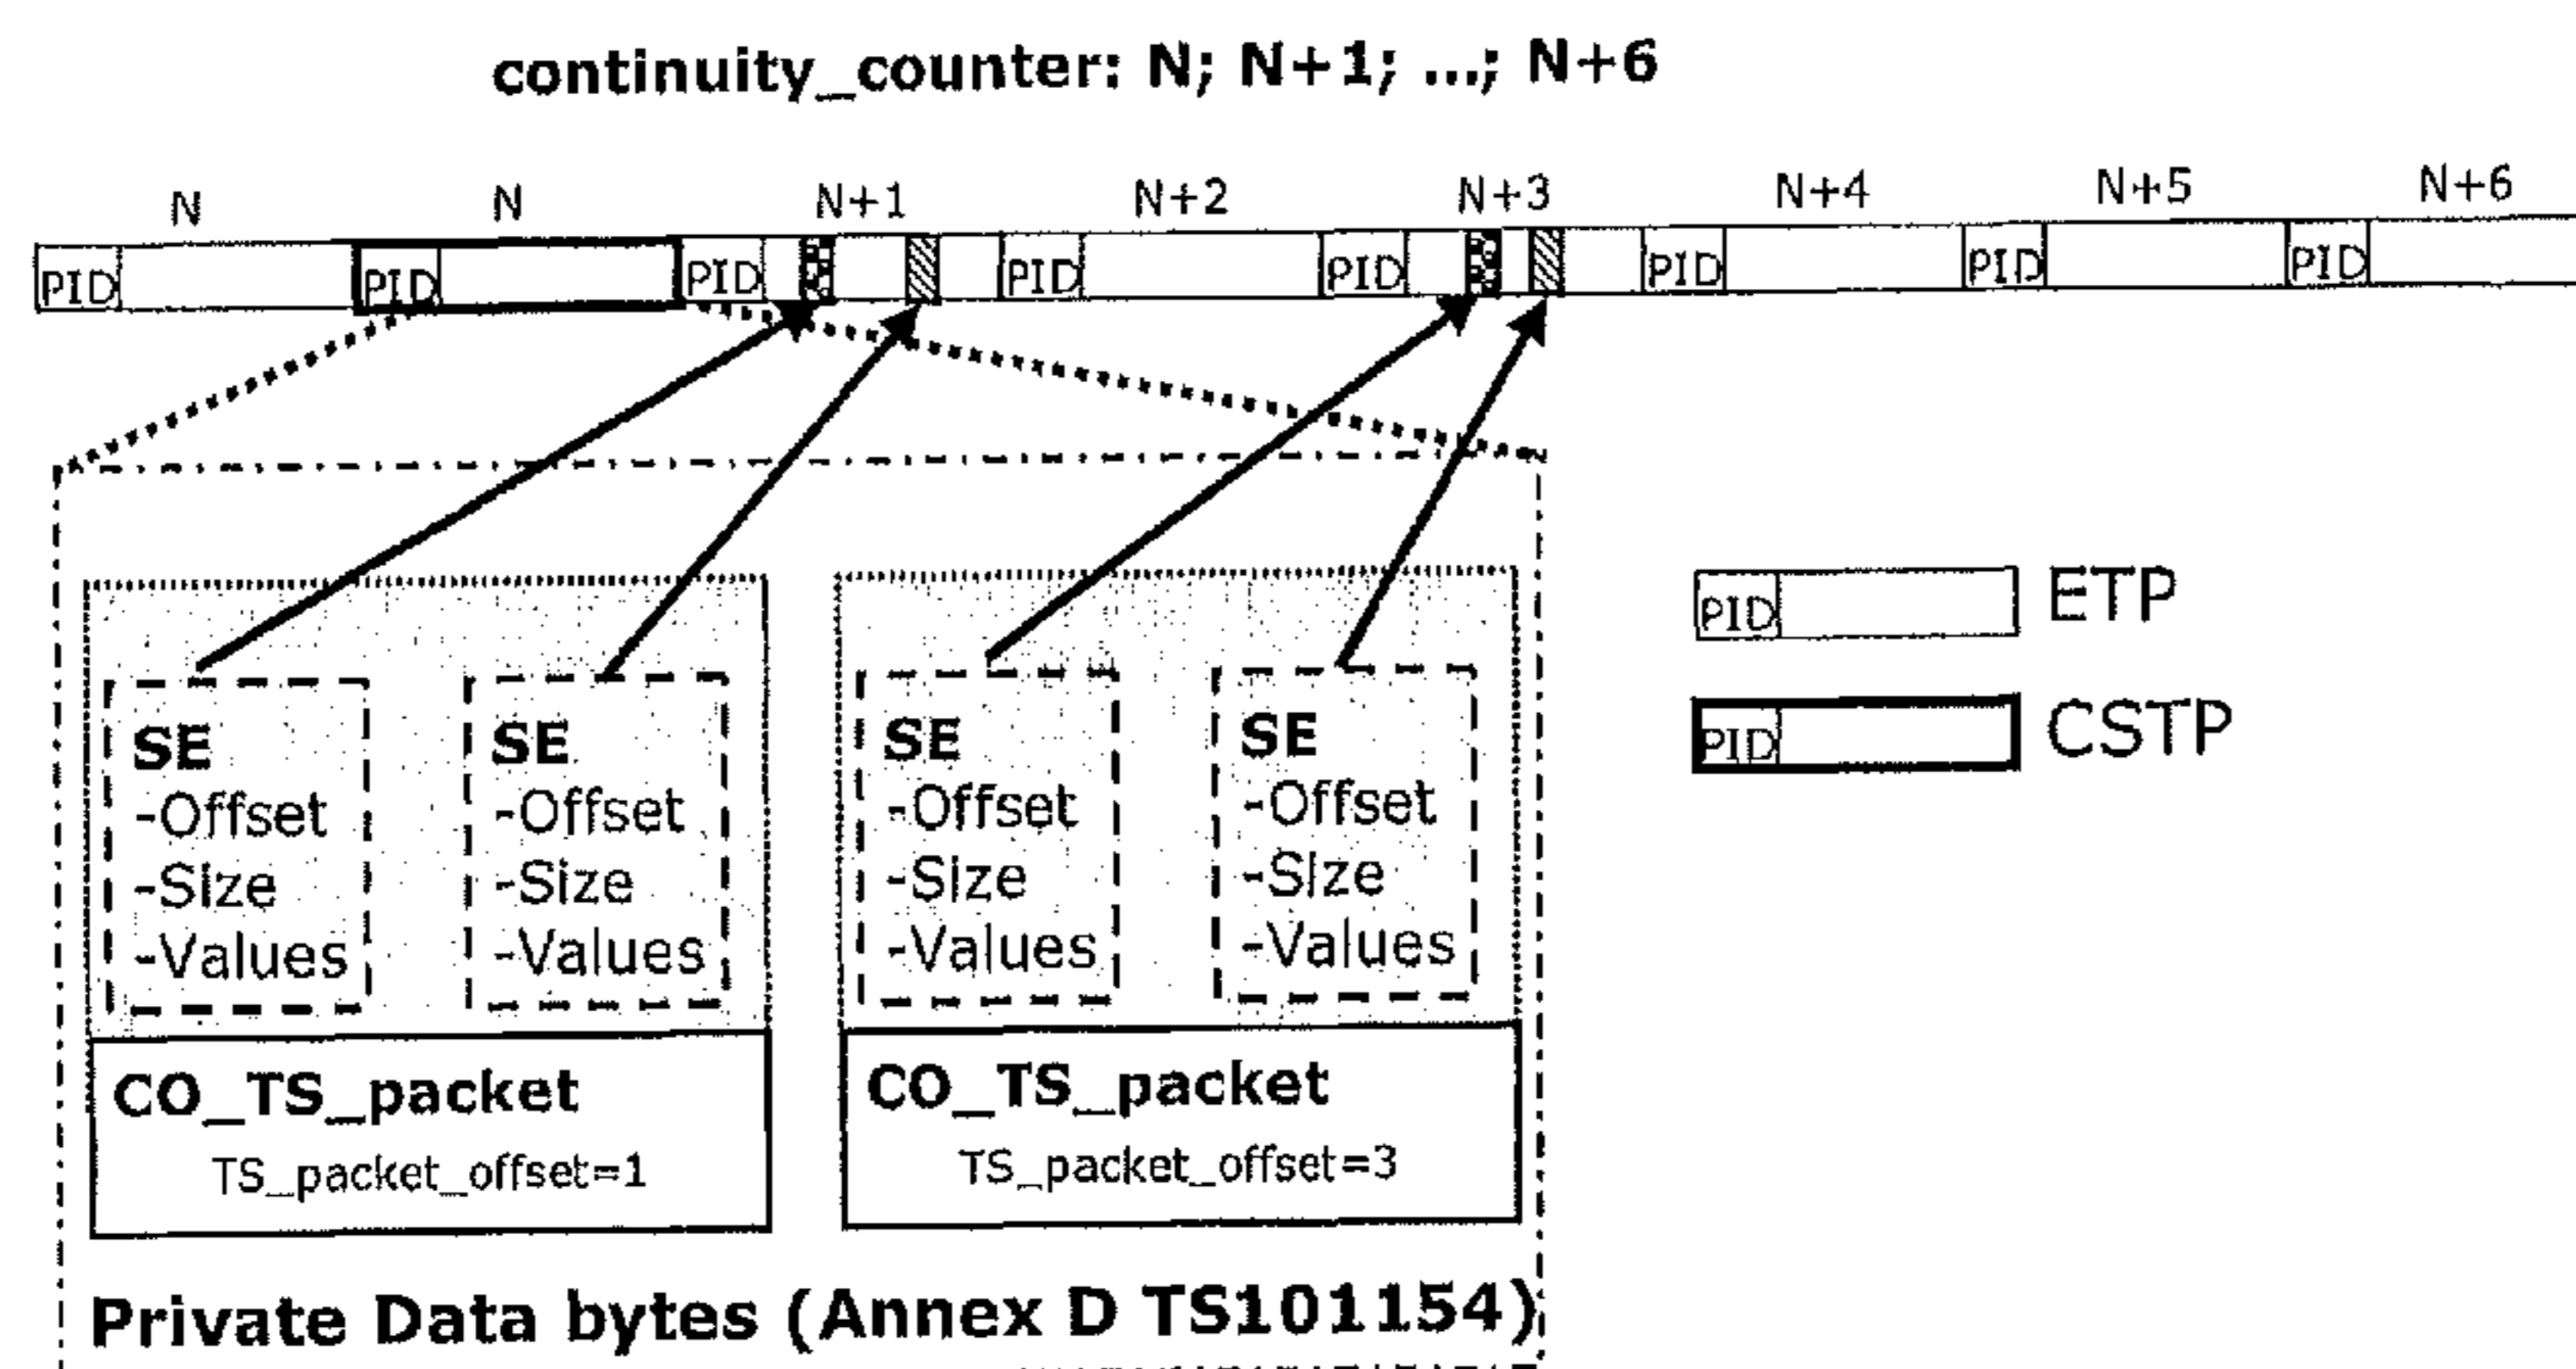 continuity_counter: N; N+1; ...; N+6
N N N+1 N+2 N+3 N+4 N+5 N+6
PID PID PID PID PID PID PID PID
PID ETP
PID CSTP
SE SE SE SE
-Offset -Offset -Offset -Offset
-Size -Size -Size -Size
-Values -Values -Values -Values
CO_TS_packet CO_TS_packet
TS_packet_offset=1 TS_packet_offset=3
Private Data bytes (Annex D TS101154)